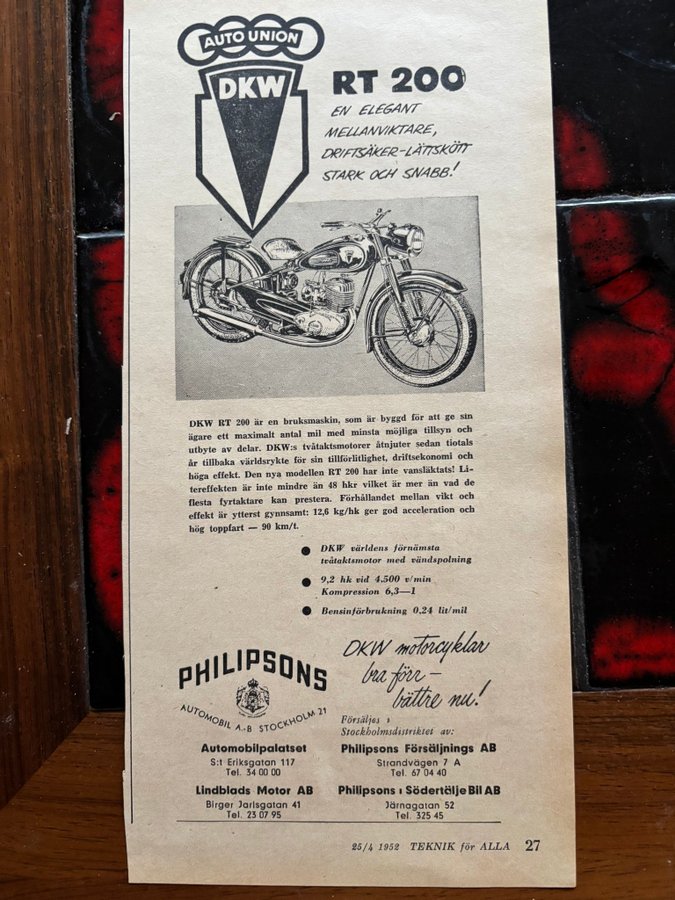 AUTO UNION
DKW
RT 200
EN ELEGANT
MELLANVIKTARE,
DRIFTSÄKER-LÄTTSKÖTT
STARK OCH SNABB!
DKW RT 200 är en bruksmaskin, som är byggd för att ge sin
ägare ett maximalt antal mil med minsta möjliga tillsyn och
utbyte av delar. DKW:s tvåtaktsmotorer åtnjuter sedan tiotals
år tillbaka världsrykte för sin tillförlitighet, driftsekonomi och
höga effekt. Den nya modellen RT 200 har inte vansläktats! Li-
tereffekten är inte mindre än 48 hkr vilket är mer än vad de
flesta fyrtaktare kan prestera. Förhållandet mellan vikt och
effekt är ytterst gynnsamt: 12,6 kg/hk ger god acceleration och
hög toppfart — 90 km/t.
● DKW världens förnämsta
tvåtaktsmotor med vändspolning
● 9,2 hk vid 4.500 v/min
Kompression 6,3—1
● Bensinförbrukning 0,24 lit/mil
DKW motorcyklar
bra förr –
bättre nu!
PHILIPSONS
AUTOMOBIL A.-B STOCKHOLM 21
Försäljes i
Stockholmsdistriktet av:
Automobilpalatset
S:t Eriksgatan 117
Tel. 34 00 00
Philipsons Försäljnings AB
Strandvägen 7 A
Tel. 67 04 40
Lindblads Motor AB
Birger Jarlsgatan 41
Tel. 23 07 95
Philipsons i Södertälje Bil AB
Järnagatan 52
Tel. 325 45
25/4 1952 TEKNIK för ALLA 27